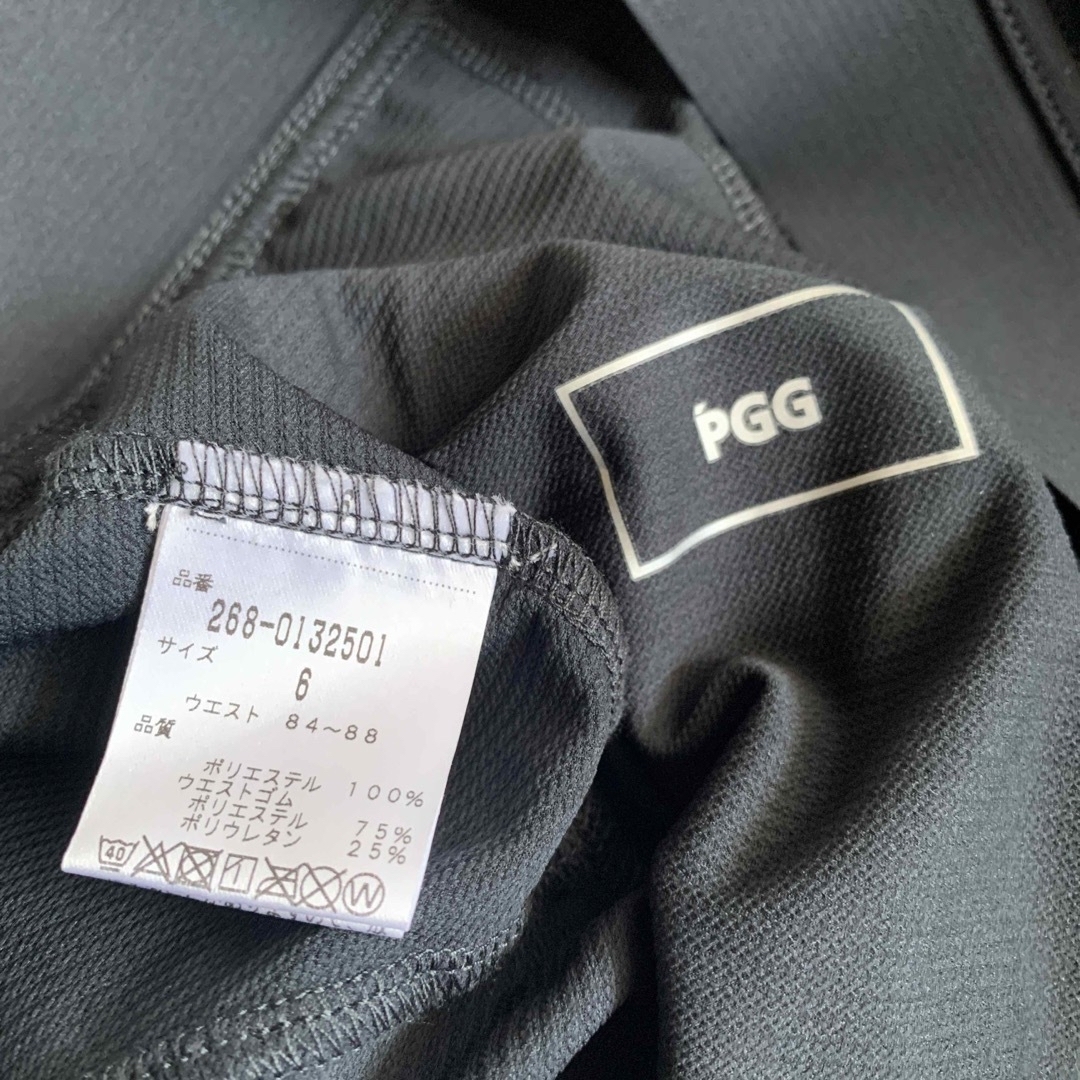 PGG
品番
268-0132501
サイズ
6
ウエスト 84~88
品質
ポリエステル 100%
ウエストゴム
ポリエステル 75%
ポリウレタン 25%
40
W